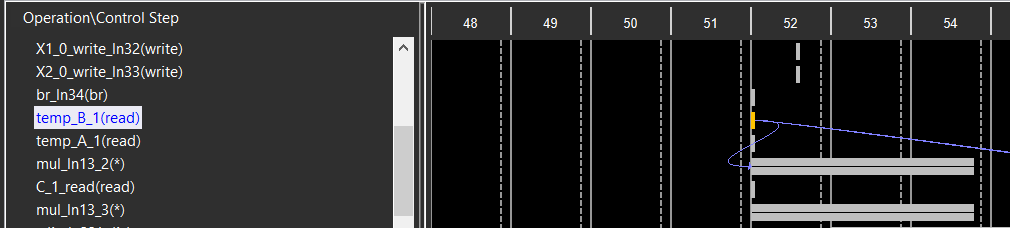 Operation\Control Step
48 49 50 51 52 53 54
X1_0_write_ln32(write)
X2_0_write_ln33(write)
br_ln34(br)
temp_B_1(read)
temp_A_1(read)
mul_ln13_2(*)
C_1_read(read)
mul_ln13_3(*)